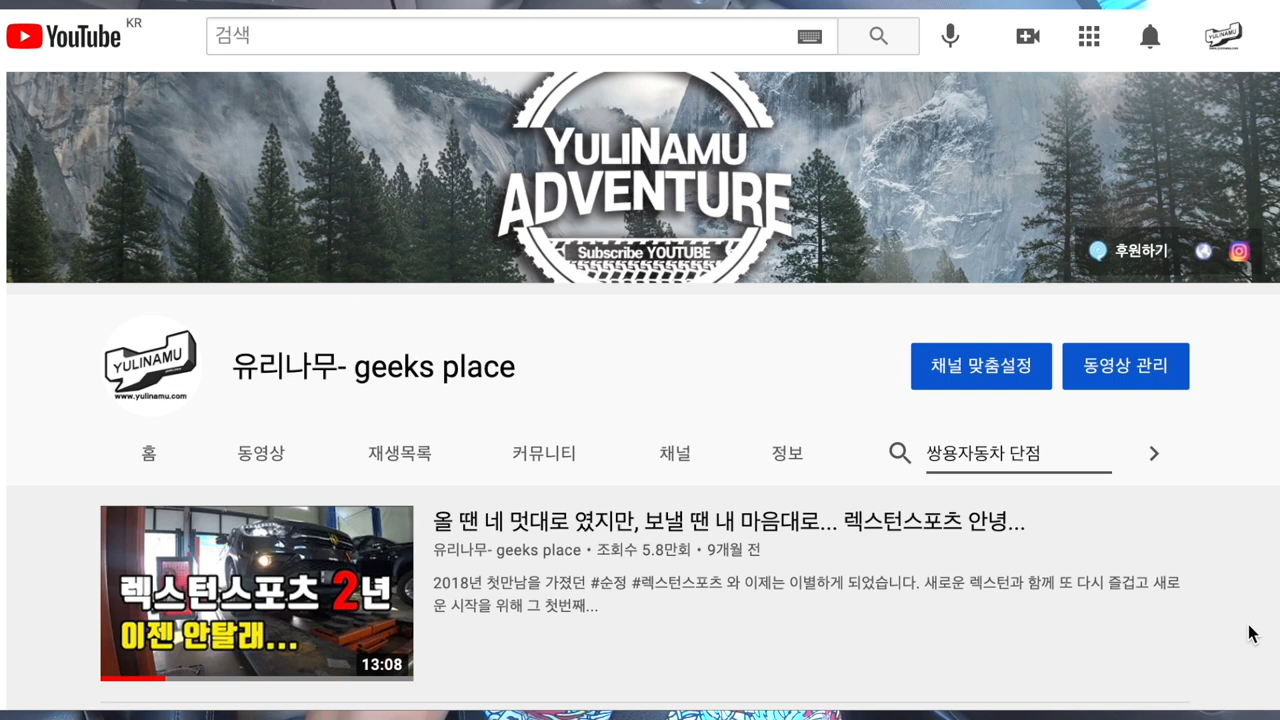 YouTube KR
검색
YULINAMU
YULINAMU
ADVENTURE
Subscribe YOUTUBE
후원하기
YULINAMU
www.yulinamu.com
유리나무- geeks place
채널 맞춤설정
동영상 관리
홈
동영상
재생목록
커뮤니티
채널
정보
쌍용자동차 단점
렉스턴스포츠 2년
이젠 안탈래...
13:08
올 땐 네 멋대로 였지만, 보낼 땐 내 마음대로... 렉스턴스포츠 안녕...
유리나무- geeks place • 조회수 5.8만회 • 9개월 전
2018년 첫만남을 가졌던 #순정 #렉스턴스포츠 와 이제는 이별하게 되었습니다. 새로운 렉스턴과 함께 또 다시 즐겁고 새로
운 시작을 위해 그 첫번째...